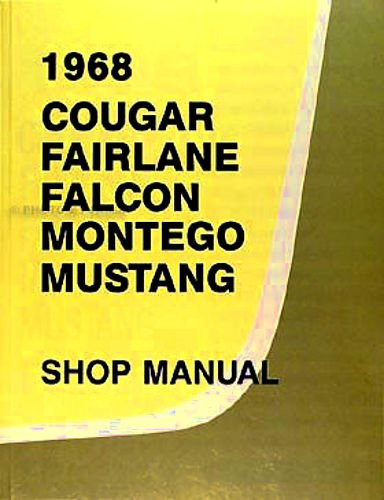 1968
COUGAR
FAIRLANE
FALCON
MONTEGO
MUSTANG
SHOP MANUAL